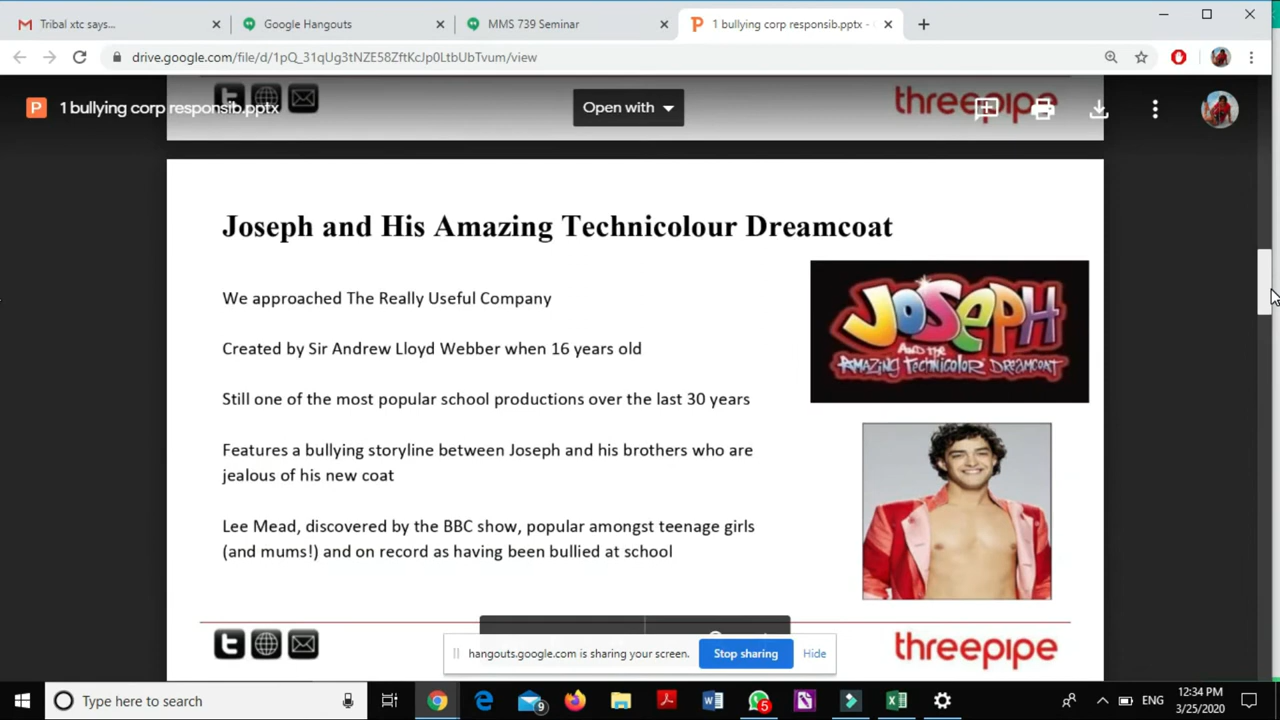 Tribal xtc says...
Google Hangouts
MMS 739 Seminar
1 bullying corp responsib.pptx -
drive.google.com/file/d/1pQ_31qUg3tNZE58ZftKcJp0LtbUbTvum/view
1 bullying corp responsib.pptx
Open with
threepipe
Joseph and His Amazing Technicolour Dreamcoat
We approached The Really Useful Company
Created by Sir Andrew Lloyd Webber when 16 years old
Still one of the most popular school productions over the last 30 years
Features a bullying storyline between Joseph and his brothers who are
jealous of his new coat
Lee Mead, discovered by the BBC show, popular amongst teenage girls
(and mums!) and on record as having been bullied at school
JOSEPH
AND THE
AMAZING TECHNICOLOR DREAMCOAT
threepipe
hangouts.google.com is sharing your screen.
Stop sharing
Hide
Type here to search
9
5
ENG
12:34 PM
3/25/2020